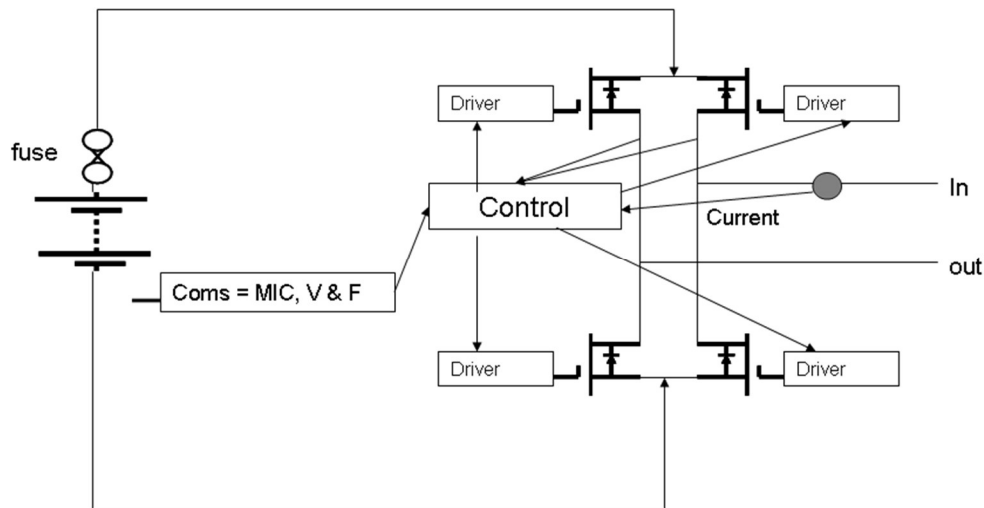 Driver
Driver
fuse
Control
In
Current
out
Coms = MIC, V & F
Driver
Driver